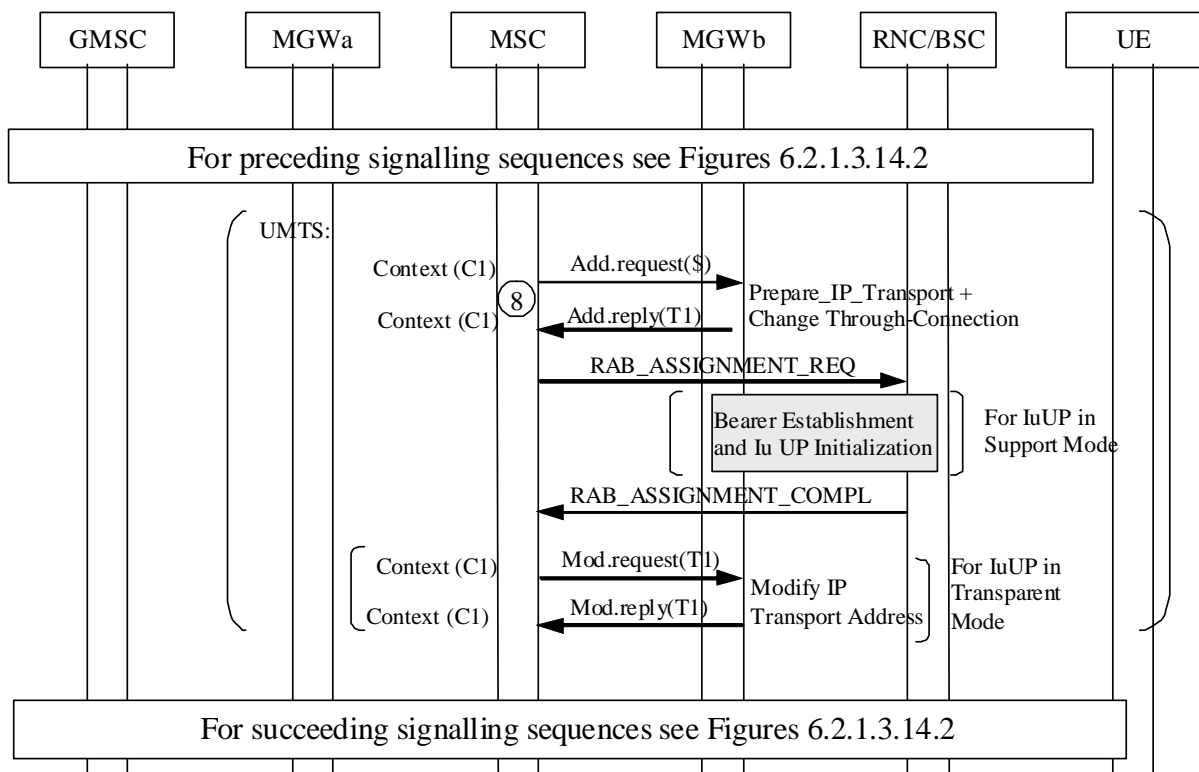 GMSC
MGWa
MSC
MGWb
RNC/BSC
UE
For preceding signalling sequences see Figures 6.2.1.3.14.2
UMTS:
Context (C1)
Add.request($)
8
Prepare_IP_Transport +
Change Through-Connection
Context (C1)
Add.reply(T1)
RAB_ASSIGNMENT_REQ
Bearer Establishment
and Iu UP Initialization
For IuUP in
Support Mode
RAB_ASSIGNMENT_COMPL
Context (C1)
Mod.request(T1)
Modify IP
Transport Address
For IuUP in
Transparent
Mode
Context (C1)
Mod.reply(T1)
For succeeding signalling sequences see Figures 6.2.1.3.14.2